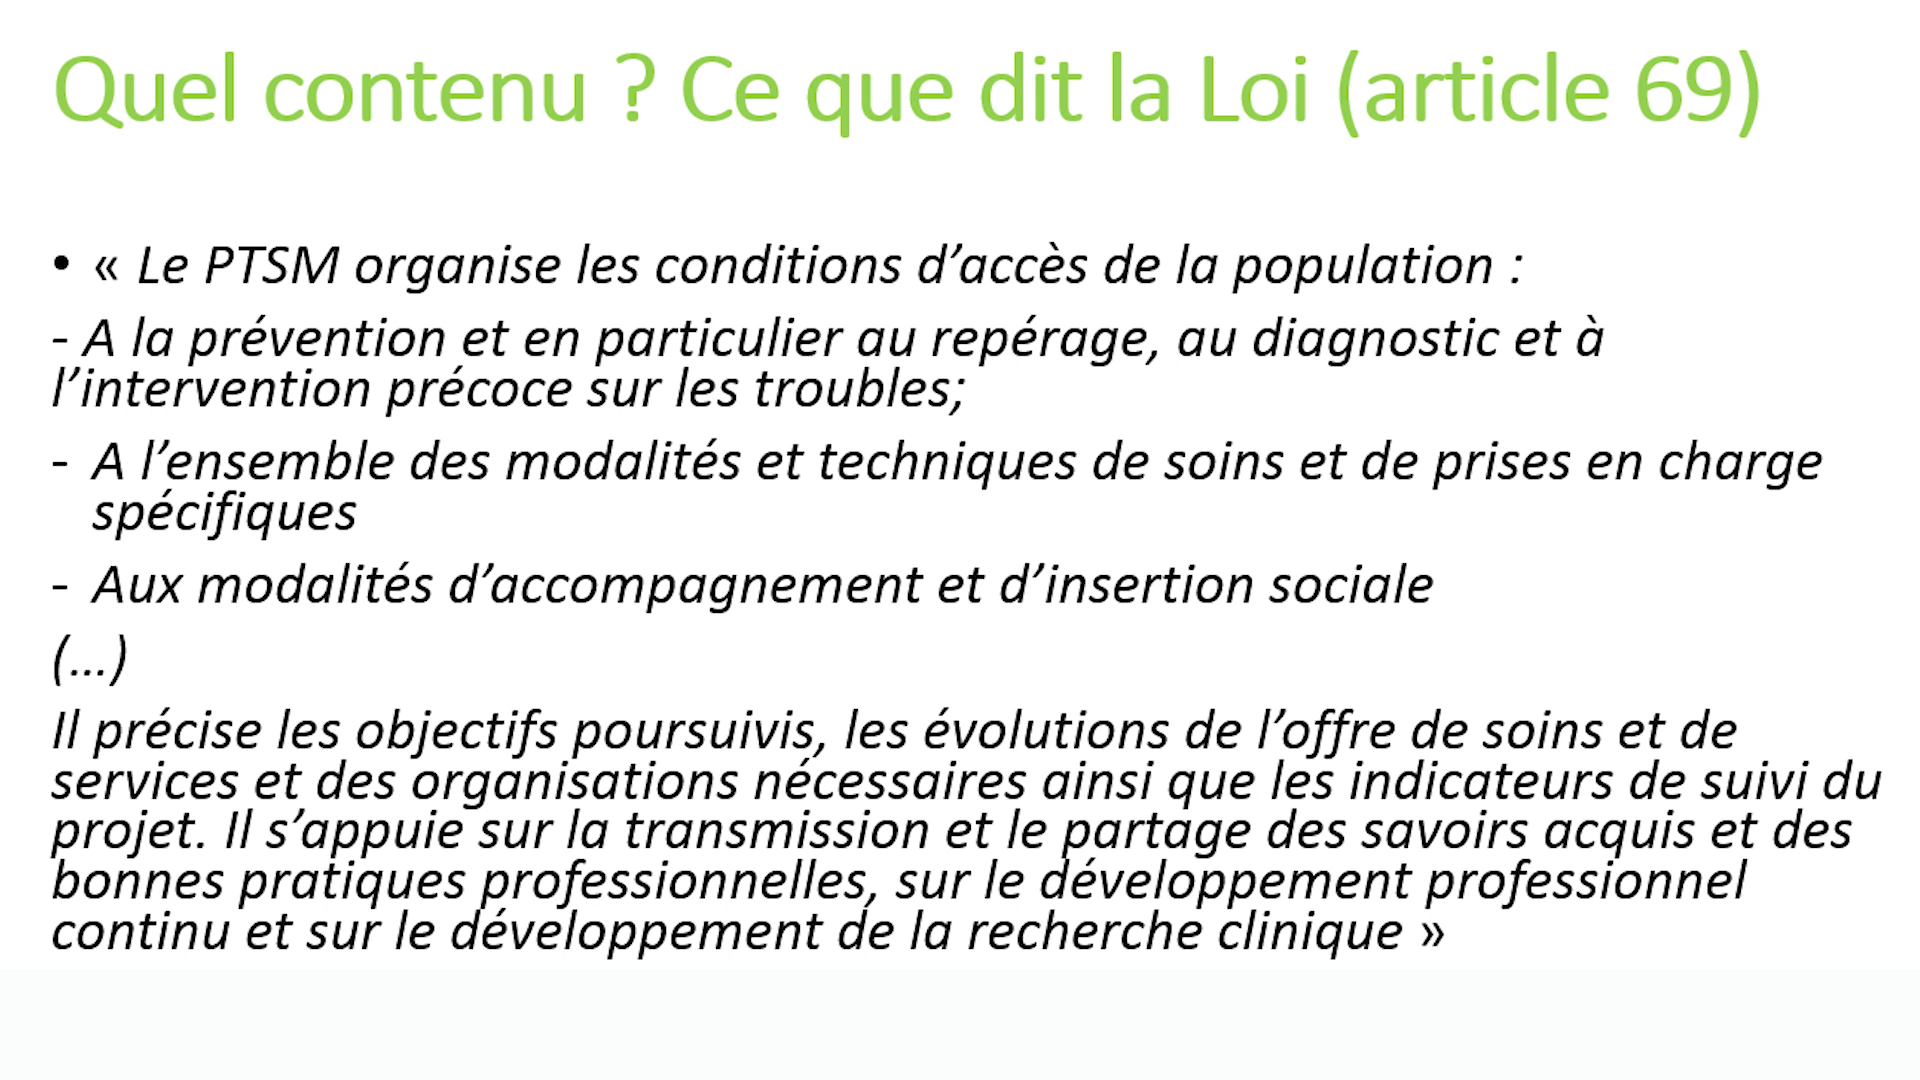 Quel contenu ? Ce que dit la Loi (article 69)
• « Le PTSM organise les conditions d’accès de la population :
- A la prévention et en particulier au repérage, au diagnostic et à
l’intervention précoce sur les troubles;
- A l’ensemble des modalités et techniques de soins et de prises en charge
spécifiques
- Aux modalités d’accompagnement et d’insertion sociale
(…)
Il précise les objectifs poursuivis, les évolutions de l’offre de soins et de
services et des organisations nécessaires ainsi que les indicateurs de suivi du
projet. Il s’appuie sur la transmission et le partage des savoirs acquis et des
bonnes pratiques professionnelles, sur le développement professionnel
continu et sur le développement de la recherche clinique »